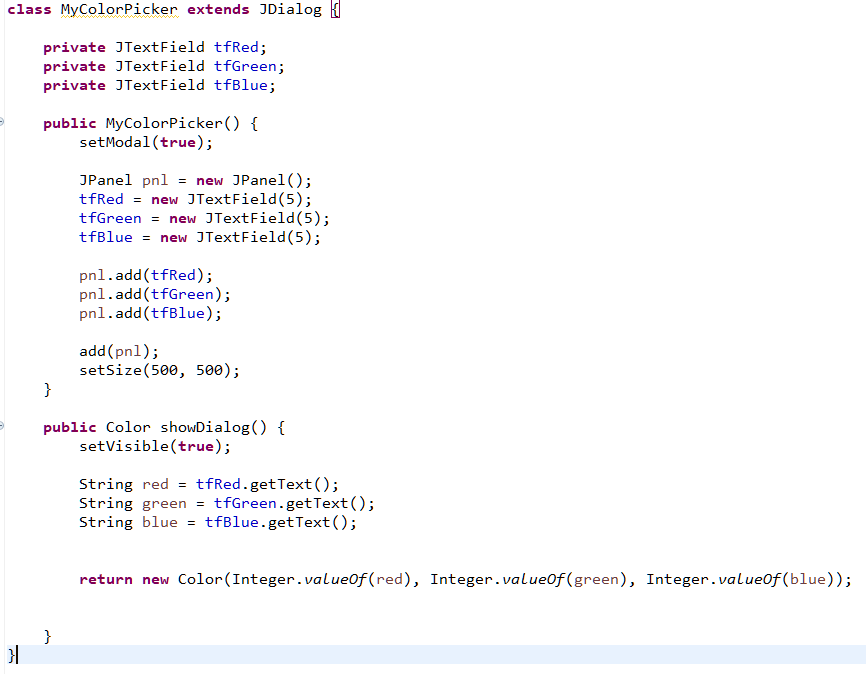 class MyColorPicker extends JDialog {
private JTextField tfRed;
private JTextField tfGreen;
private JTextField tfBlue;
public MyColorPicker() {
setModal(true);
JPanel pnl = new JPanel();
tfRed = new JTextField(5);
tfGreen = new JTextField(5);
tfBlue = new JTextField(5);
pnl.add(tfRed);
pnl.add(tfGreen);
pnl.add(tfBlue);
add(pnl);
setSize(500, 500);
}
public Color showDialog() {
setVisible(true);
String red = tfRed.getText();
String green = tfGreen.getText();
String blue = tfBlue.getText();
return new Color(Integer.valueOf(red), Integer.valueOf(green), Integer.valueOf(blue));
}
}